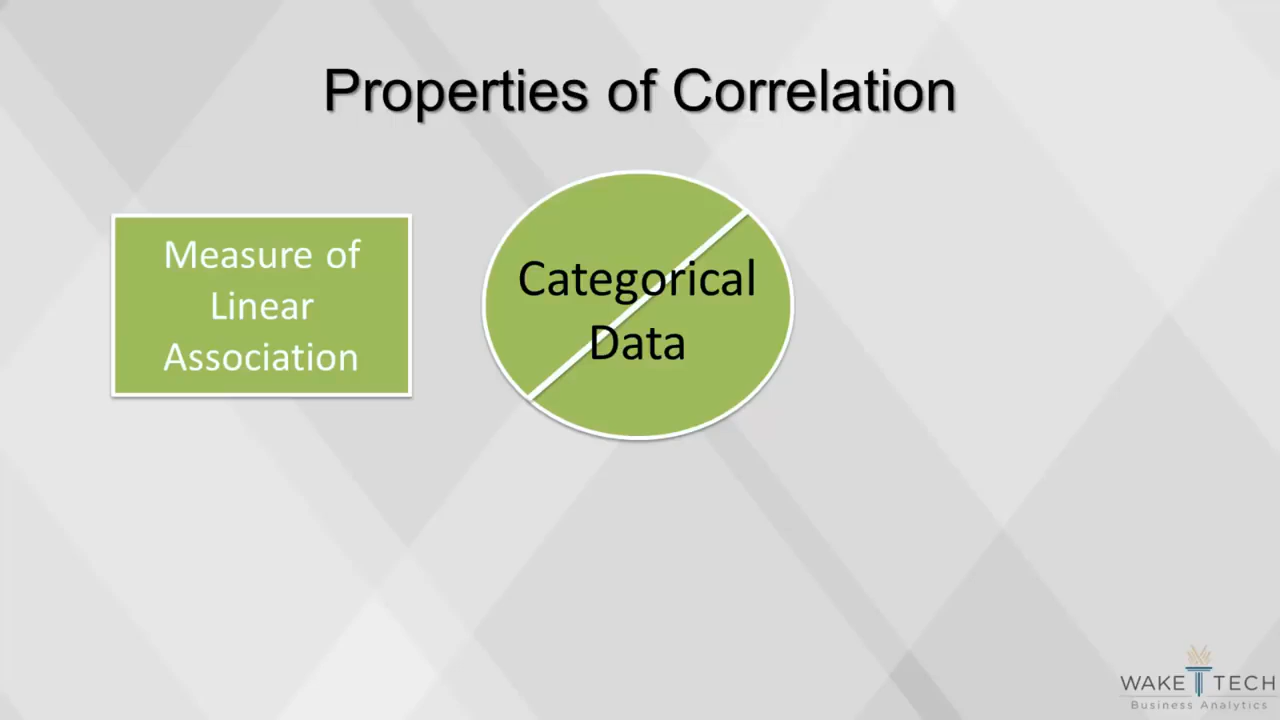 Properties of Correlation
Measure of
Linear
Association
Categorical
Data
WAKE TECH
Business Analytics